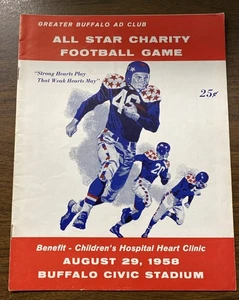 GREATER BUFFALO AD CLUB
ALL STAR CHARITY
FOOTBALL GAME
"Strong Hearts Play
That Weak Hearts May"
25¢
46
20
Benefit - Children's Hospital Heart Clinic
AUGUST 29, 1958
BUFFALO CIVIC STADIUM